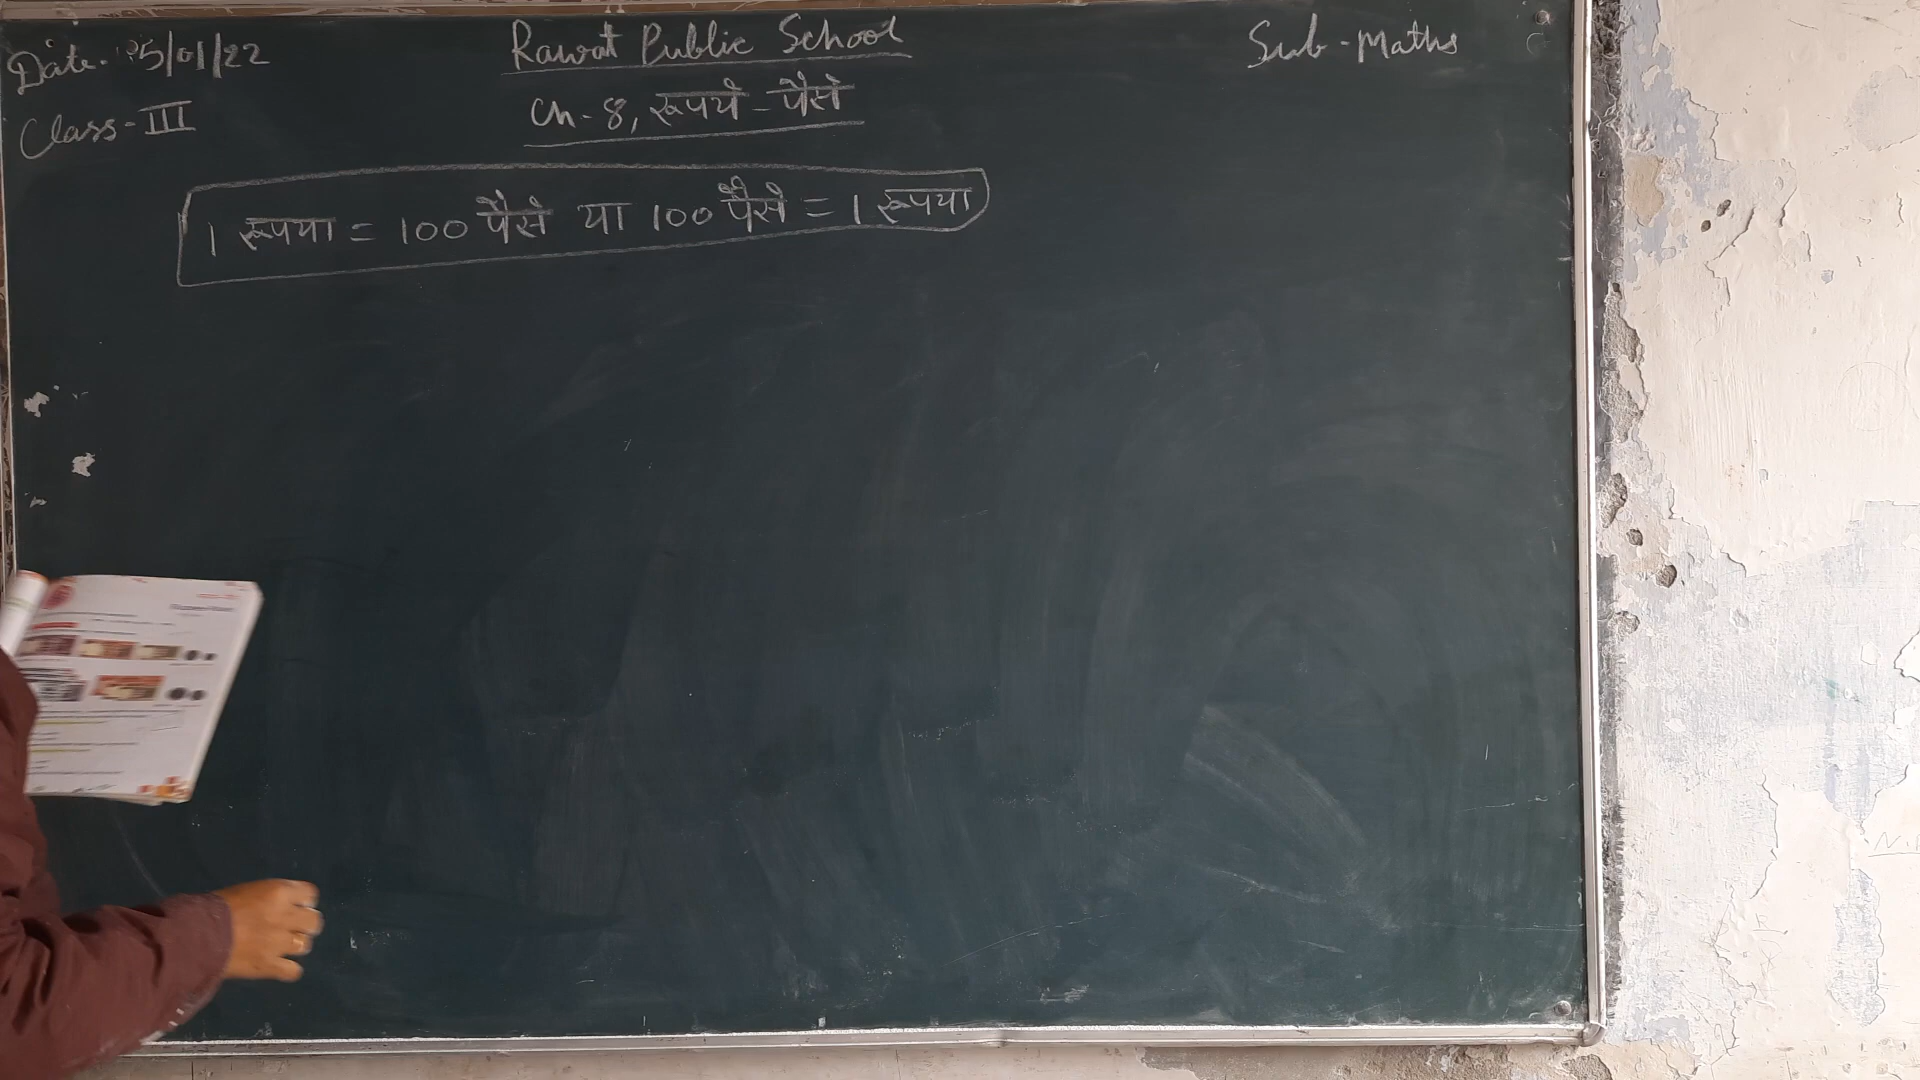 Rawat Public School
Date. 05/01/22
Sub - Maths
Class - III
Ch - 8, रूपये - पैसे
1 रूपया = 100 पैसे या 100 पैसे = 1 रूपया